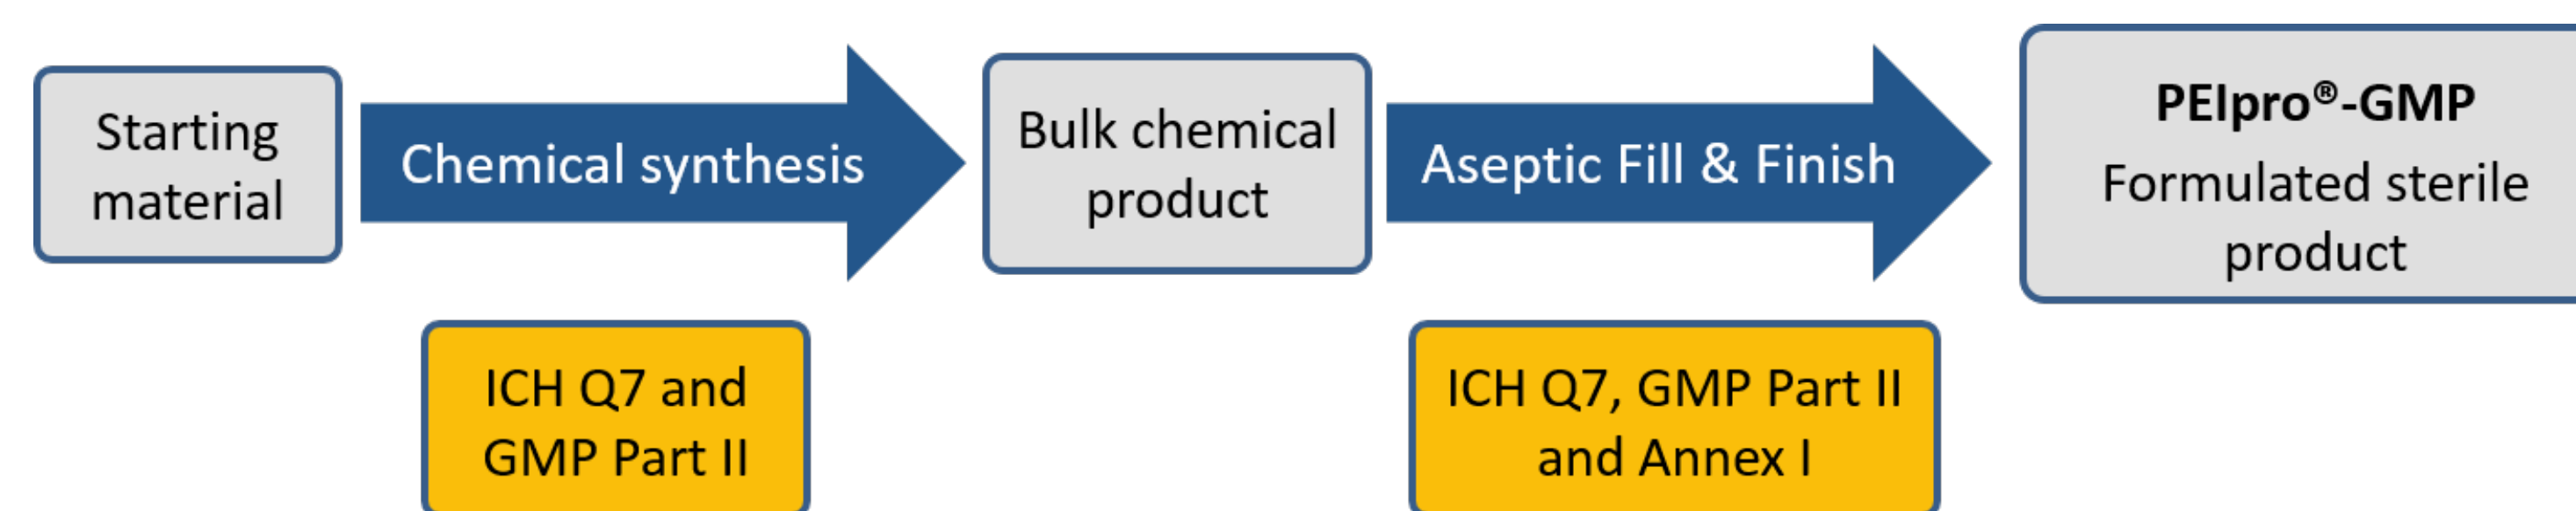 Starting
material
Chemical synthesis
Bulk chemical
product
Aseptic Fill & Finish
PEIpro®-GMP
Formulated sterile
product
ICH Q7 and
GMP Part II
ICH Q7, GMP Part II
and Annex I